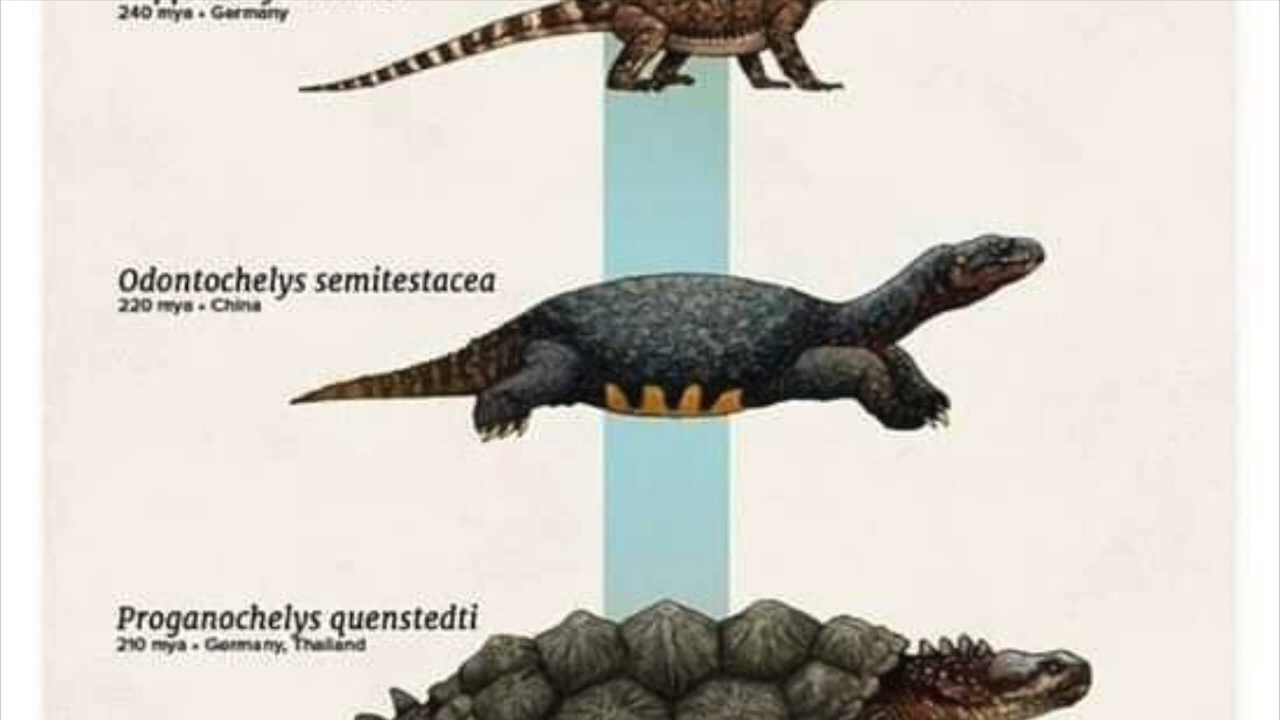 240 mya • Germany
Odontochelys semitestacea
220 mya • China
Proganochelys quenstedti
210 mya • Germany, Thailand